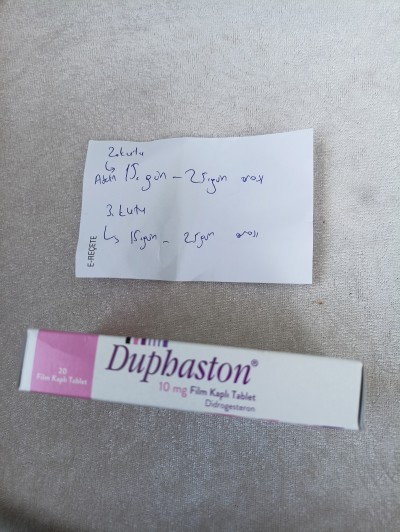 2.kutu
↳ 15.gün – 25.gün arası
3. kutu
↳ 15.gün – 25.gün arası
E-REÇETE
Duphaston®
10 mg Film Kaplı Tablet
Didrogesteron
20
Film Kaplı Tablet